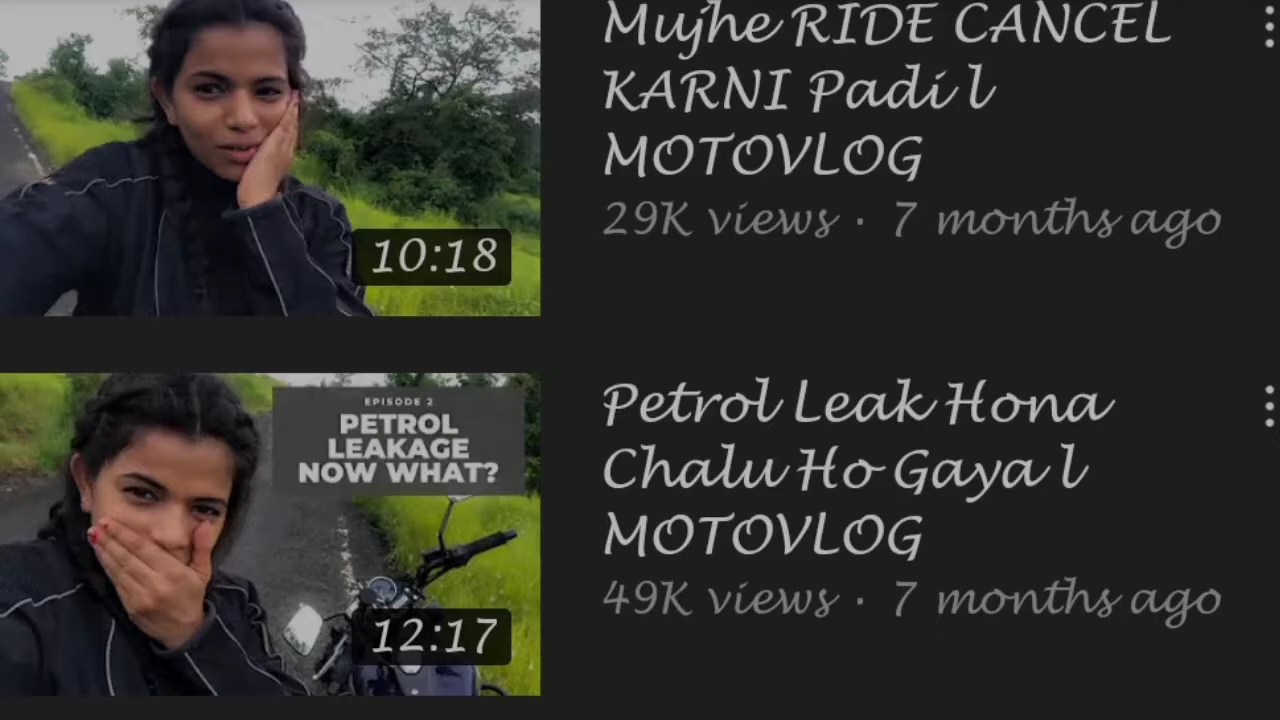 Mujhe RIDE CANCEL
KARNI Padi l
MOTOVLOG
29K views · 7 months ago
10:18
EPISODE 2
PETROL
LEAKAGE
NOW WHAT?
12:17
Petrol Leak Hona
Chalu Ho Gaya l
MOTOVLOG
49K views · 7 months ago